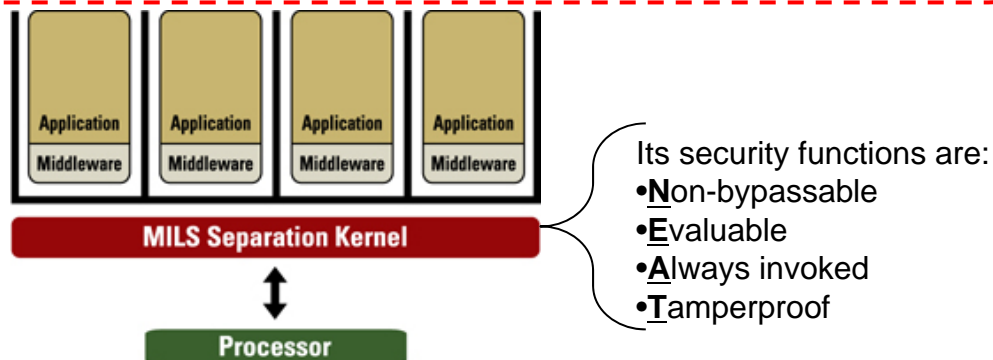 Application Application Application Application
Middleware Middleware Middleware Middleware
Its security functions are:
•Non-bypassable
•Evaluable
•Always invoked
•Tamperproof
MILS Separation Kernel
Processor